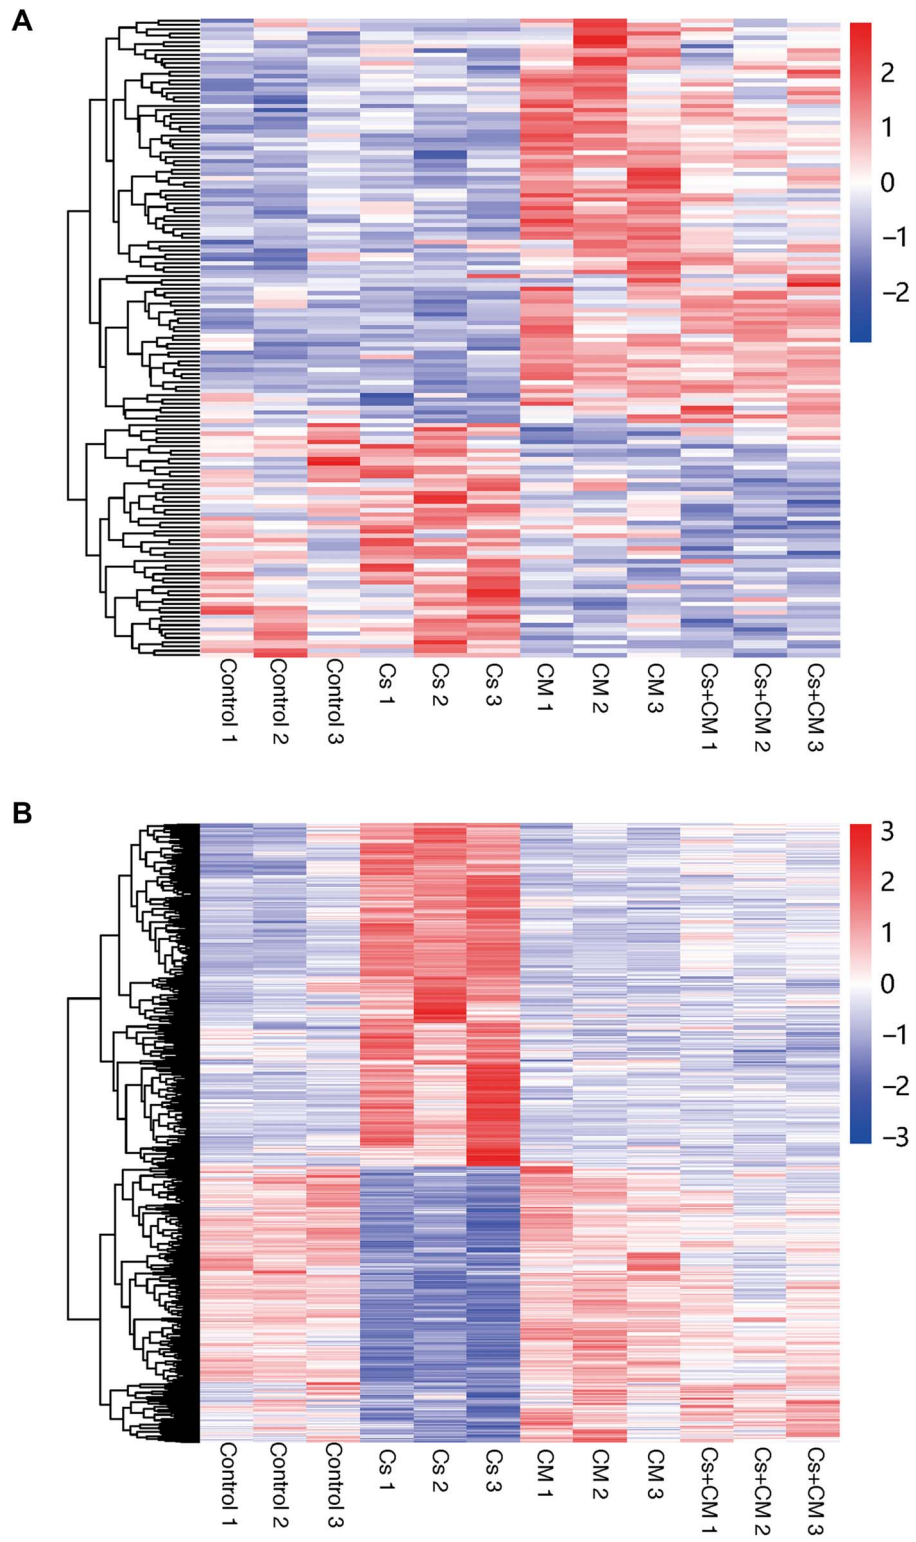 A
2
1
0
−1
−2
Control 1
Control 2
Control 3
Cs 1
Cs 2
Cs 3
CM 1
CM 2
CM 3
Cs+CM 1
Cs+CM 2
Cs+CM 3
B
3
2
1
0
−1
−2
−3
Control 1
Control 2
Control 3
Cs 1
Cs 2
Cs 3
CM 1
CM 2
CM 3
Cs+CM 1
Cs+CM 2
Cs+CM 3